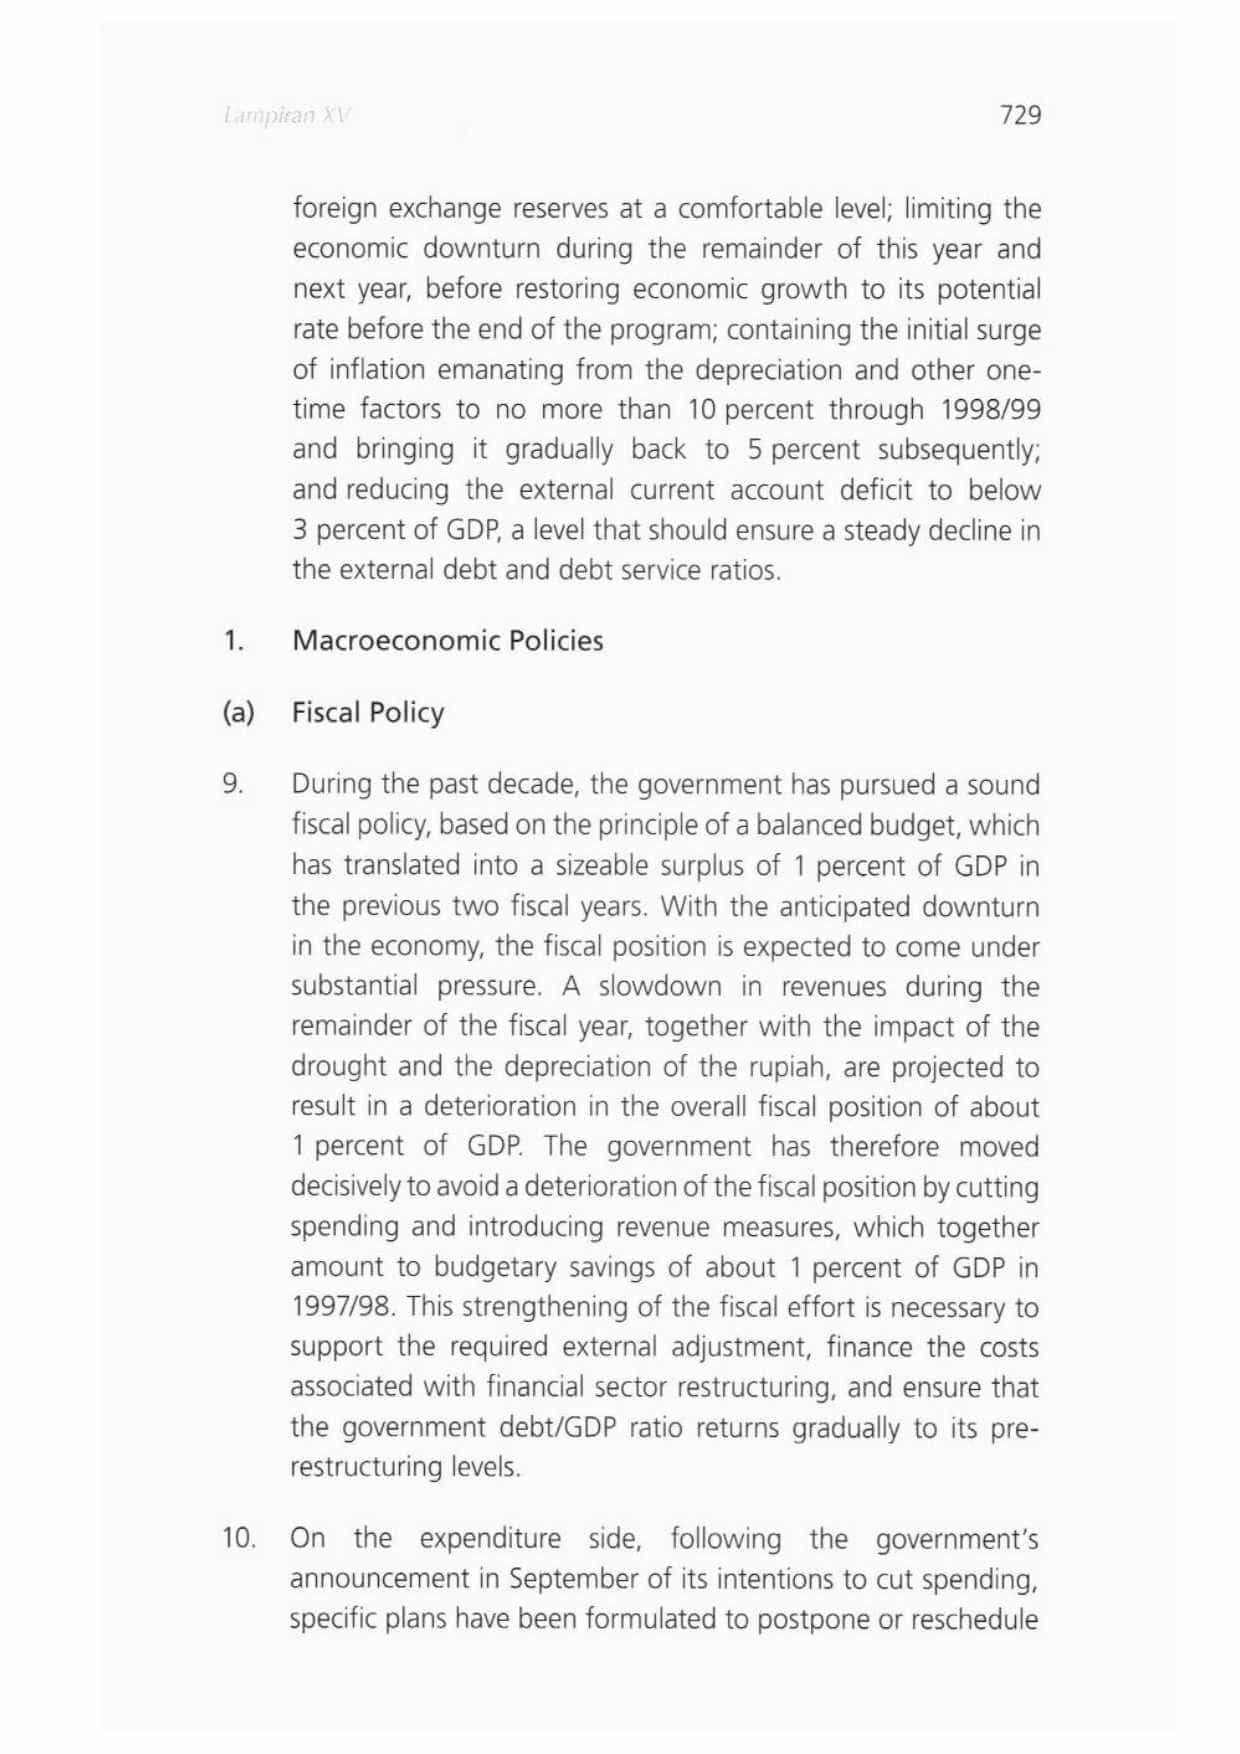 Lampiran XV 729
foreign exchange reserves at a comfortable level; limiting the
economic downturn during the remainder of this year and
next year, before restoring economic growth to its potential
rate before the end of the program; containing the initial surge
of inflation emanating from the depreciation and other one-
time factors to no more than 10 percent through 1998/99
and bringing it gradually back to 5 percent subsequently;
and reducing the external current account deficit to below
3 percent of GDP, a level that should ensure a steady decline in
the external debt and debt service ratios.
1. Macroeconomic Policies
(a) Fiscal Policy
9. During the past decade, the government has pursued a sound
fiscal policy, based on the principle of a balanced budget, which
has translated into a sizeable surplus of 1 percent of GDP in
the previous two fiscal years. With the anticipated downturn
in the economy, the fiscal position is expected to come under
substantial pressure. A slowdown in revenues during the
remainder of the fiscal year, together with the impact of the
drought and the depreciation of the rupiah, are projected to
result in a deterioration in the overall fiscal position of about
1 percent of GDP. The government has therefore moved
decisively to avoid a deterioration of the fiscal position by cutting
spending and introducing revenue measures, which together
amount to budgetary savings of about 1 percent of GDP in
1997/98. This strengthening of the fiscal effort is necessary to
support the required external adjustment, finance the costs
associated with financial sector restructuring, and ensure that
the government debt/GDP ratio returns gradually to its pre-
restructuring levels.
10. On the expenditure side, following the government's
announcement in September of its intentions to cut spending,
specific plans have been formulated to postpone or reschedule